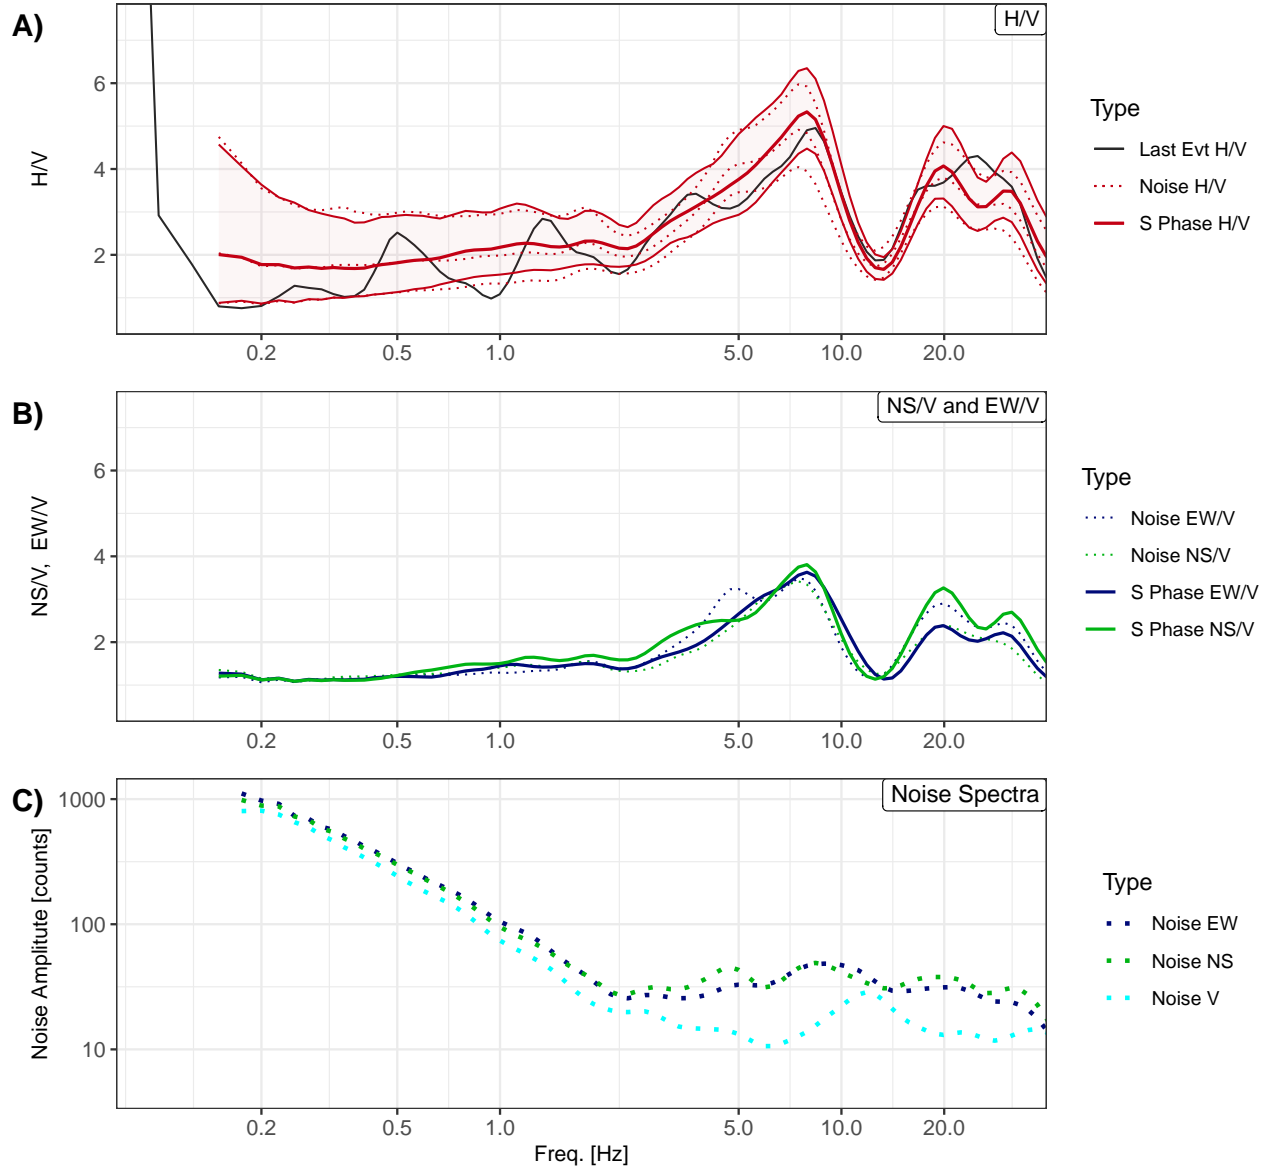 A)
H/V
6
4
2
H/V
0.2 0.5 1.0 5.0 10.0 20.0
Type
Last Evt H/V
Noise H/V
S Phase H/V
B)
NS/V and EW/V
6
4
2
NS/V, EW/V
0.2 0.5 1.0 5.0 10.0 20.0
Type
Noise EW/V
Noise NS/V
S Phase EW/V
S Phase NS/V
C)
Noise Spectra
1000
100
10
Noise Amplitute [counts]
0.2 0.5 1.0 5.0 10.0 20.0
Freq. [Hz]
Type
Noise EW
Noise NS
Noise V